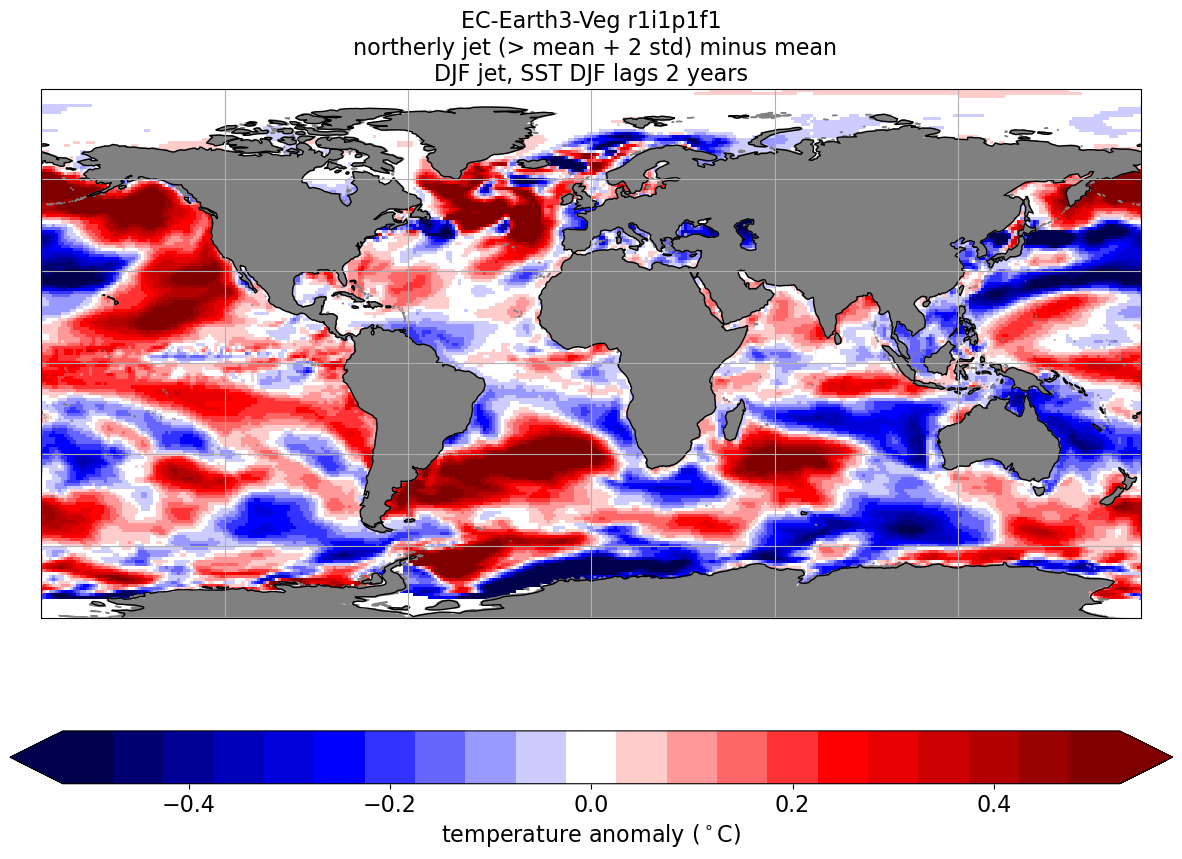 EC-Earth3-Veg r1i1p1f1
northerly jet (> mean + 2 std) minus mean
DJF jet, SST DJF lags 2 years
−0.4 −0.2 0.0 0.2 0.4
temperature anomaly (°C)